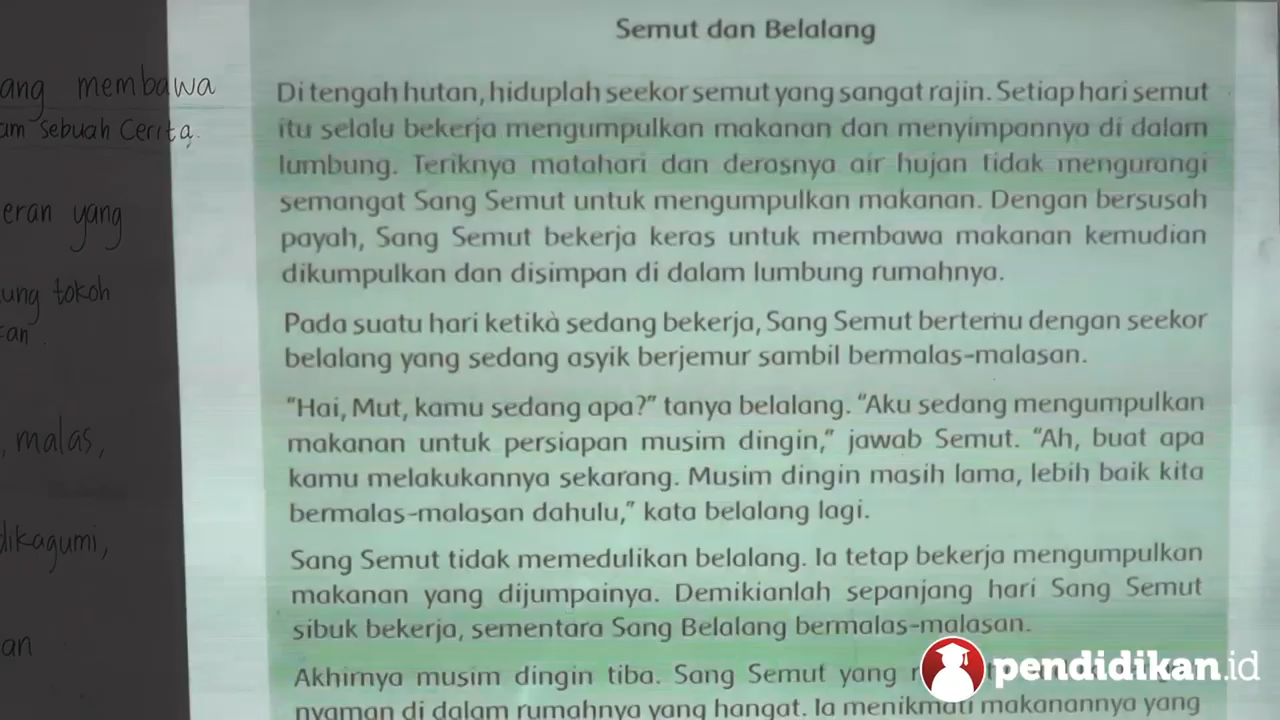 Semut dan Belalang
Di tengah hutan, hiduplah seekor semut yang sangat rajin. Setiap hari semut
itu selalu bekerja mengumpulkan makanan dan menyimpannya di dalam
lumbung. Teriknya matahari dan derasnya air hujan tidak mengurangi
semangat Sang Semut untuk mengumpulkan makanan. Dengan bersusah
payah, Sang Semut bekerja keras untuk membawa makanan kemudian
dikumpulkan dan disimpan di dalam lumbung rumahnya.
Pada suatu hari ketika sedang bekerja, Sang Semut bertemu dengan seekor
belalang yang sedang asyik berjemur sambil bermalas-malasan.
"Hai, Mut, kamu sedang apa?" tanya belalang. "Aku sedang mengumpulkan
makanan untuk persiapan musim dingin," jawab Semut. "Ah, buat apa
kamu melakukannya sekarang. Musim dingin masih lama, lebih baik kita
bermalas-malasan dahulu," kata belalang lagi.
Sang Semut tidak memedulikan belalang. Ia tetap bekerja mengumpulkan
makanan yang dijumpainya. Demikianlah sepanjang hari Sang Semut
sibuk bekerja, sementara Sang Belalang bermalas-malasan.
Akhirnya musim dingin tiba. Sang Semut yang
nyaman di dalam rumahnya yang hangat. Ia menikmati makanannya yang
ang membawa
am sebuah Cerita.
eran yang
ung tokoh
an.
, malas,
dikagumi,
an
pendidikan.id